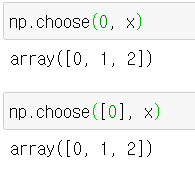 np.choose(0, x)
array([0, 1, 2])
np.choose([0], x)
array([0, 1, 2])